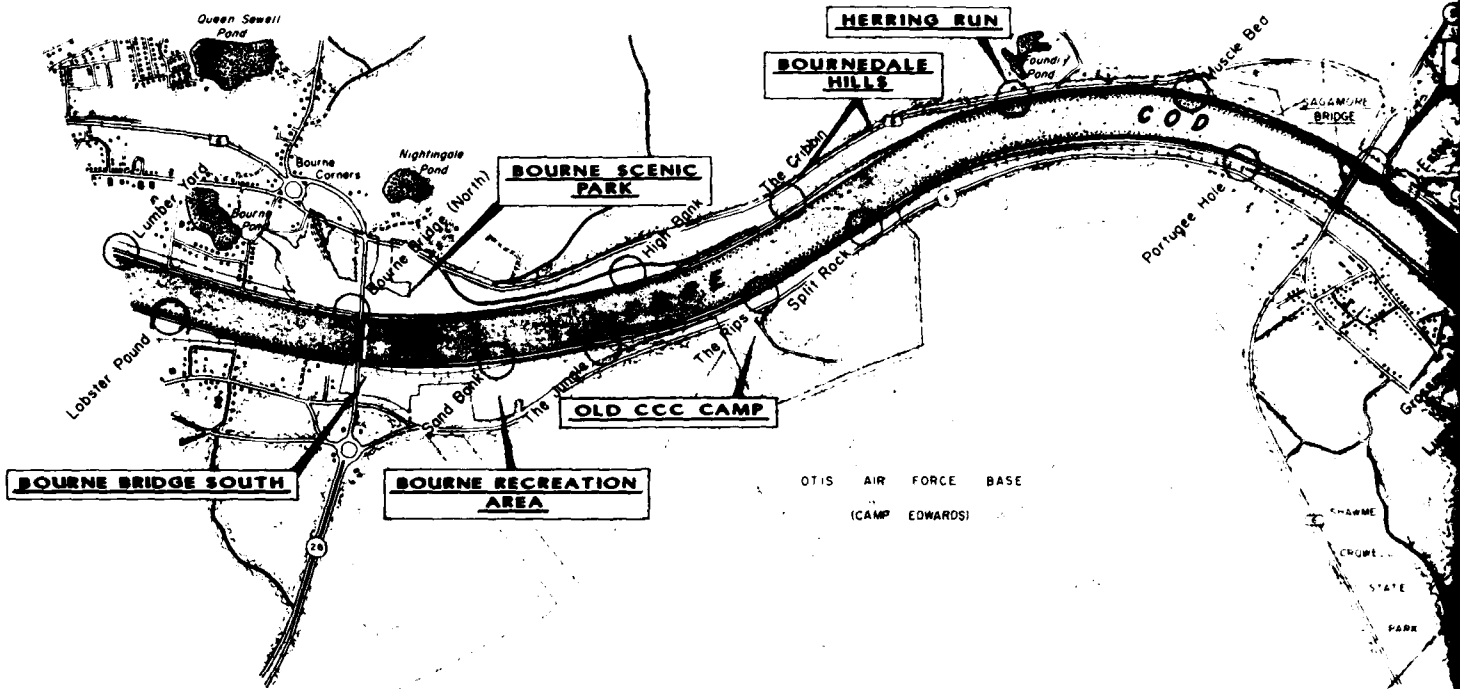 Queen Sewell
Pond
HERRING RUN
BOURNEDALE
HILLS
Foundry
Pond
Muscle Bed
SAGAMORE
BRIDGE
COD
6
Bourne
Corners
Nightingale
Pond
BOURNE SCENIC
PARK
The Cribbin
6
Lumber Yard
Bourne
Pond
Bourne Bridge (North)
High Bank
Split Rock
Portugee Hole
Lobster Pound
Sand Bank
The Jungle
The Rips
OLD CCC CAMP
BOURNE BRIDGE SOUTH
BOURNE RECREATION
AREA
OTIS AIR FORCE BASE
(CAMP EDWARDS)
28
SHAWME
STATE
PARK